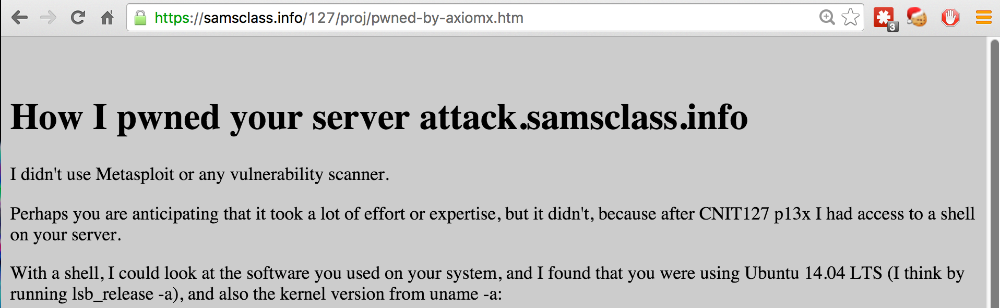 https://samsclass.info/127/proj/pwned-by-axiomx.htm
3
How I pwned your server attack.samsclass.info
I didn't use Metasploit or any vulnerability scanner.
Perhaps you are anticipating that it took a lot of effort or expertise, but it didn't, because after CNIT127 p13x I had access to a shell
on your server.
With a shell, I could look at the software you used on your system, and I found that you were using Ubuntu 14.04 LTS (I think by
running lsb_release -a), and also the kernel version from uname -a: